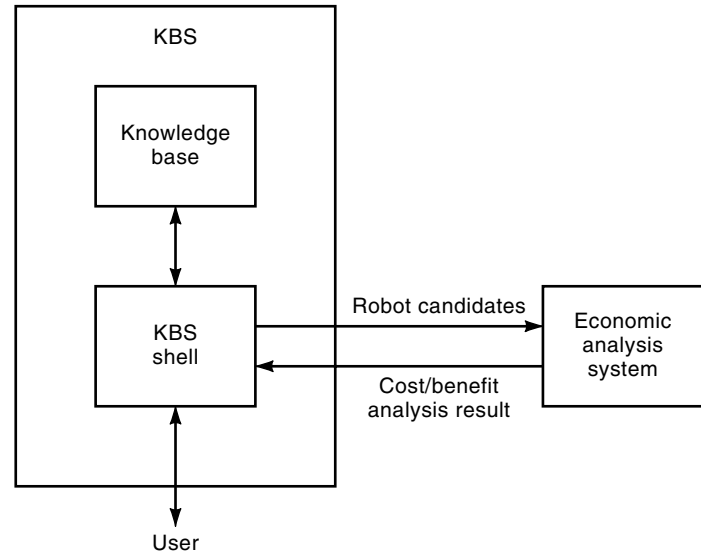 KBS
Knowledge
base
KBS
shell
Robot candidates
Cost/benefit
analysis result
Economic
analysis
system
User